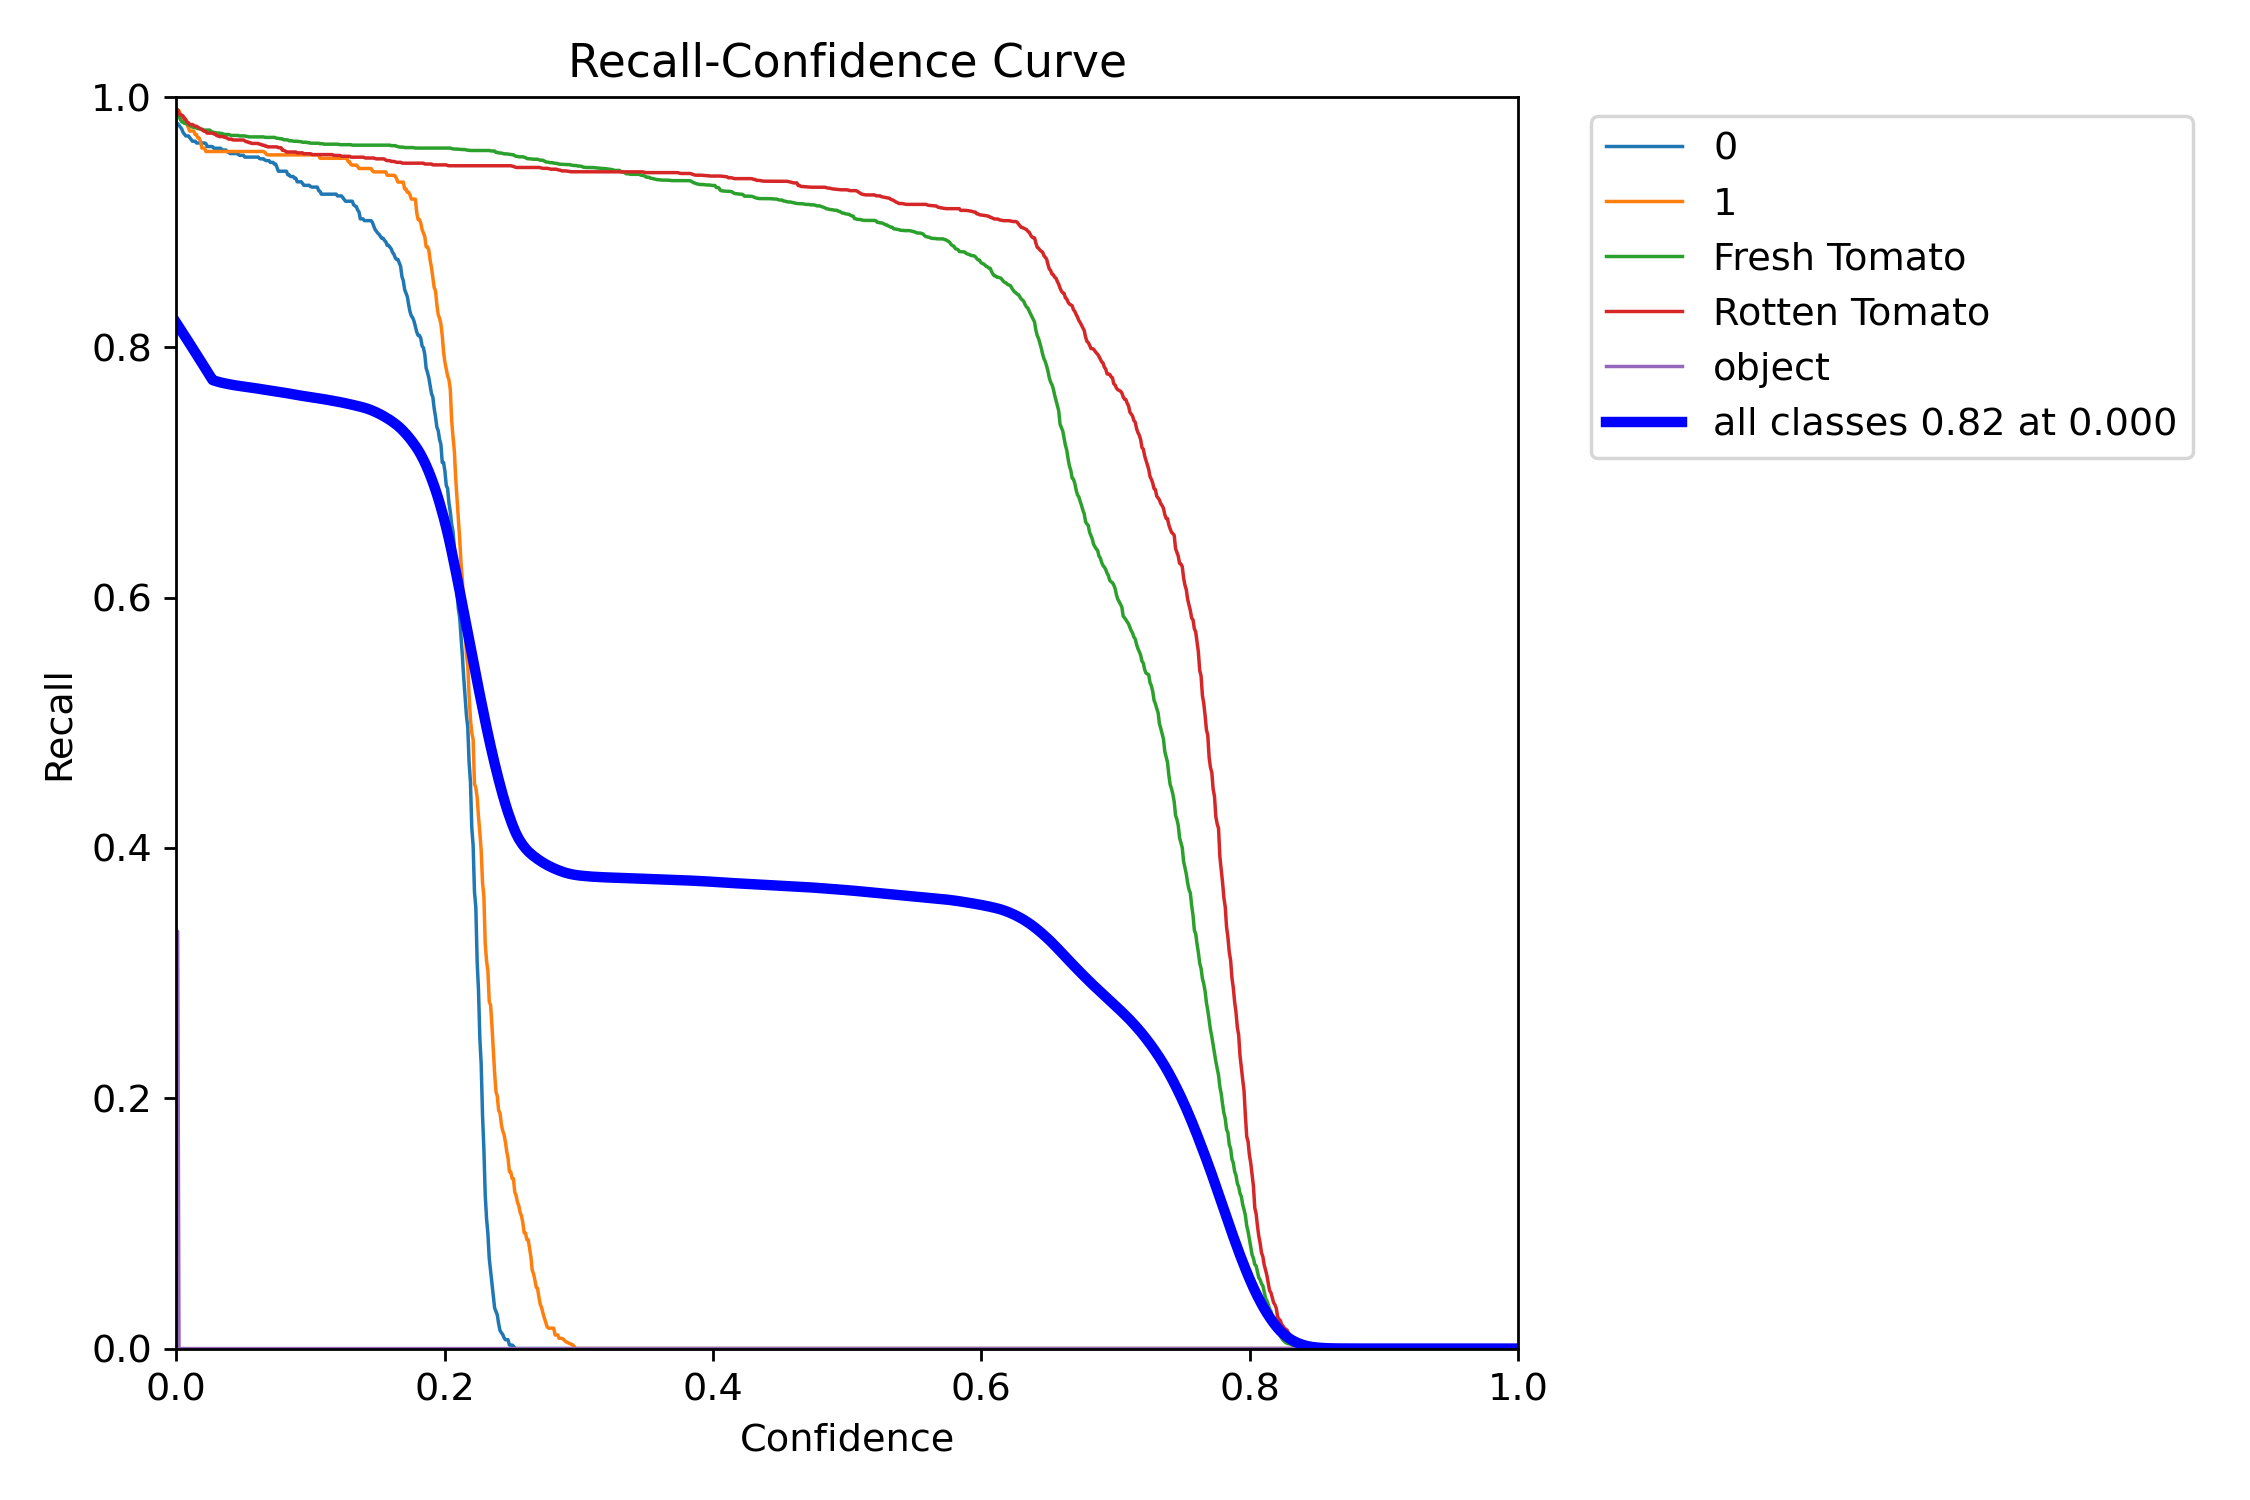 Recall-Confidence Curve
1.0
0.8
0.6
0.4
0.2
0.0
Recall
0.0 0.2 0.4 0.6 0.8 1.0
Confidence
0
1
Fresh Tomato
Rotten Tomato
object
all classes 0.82 at 0.000